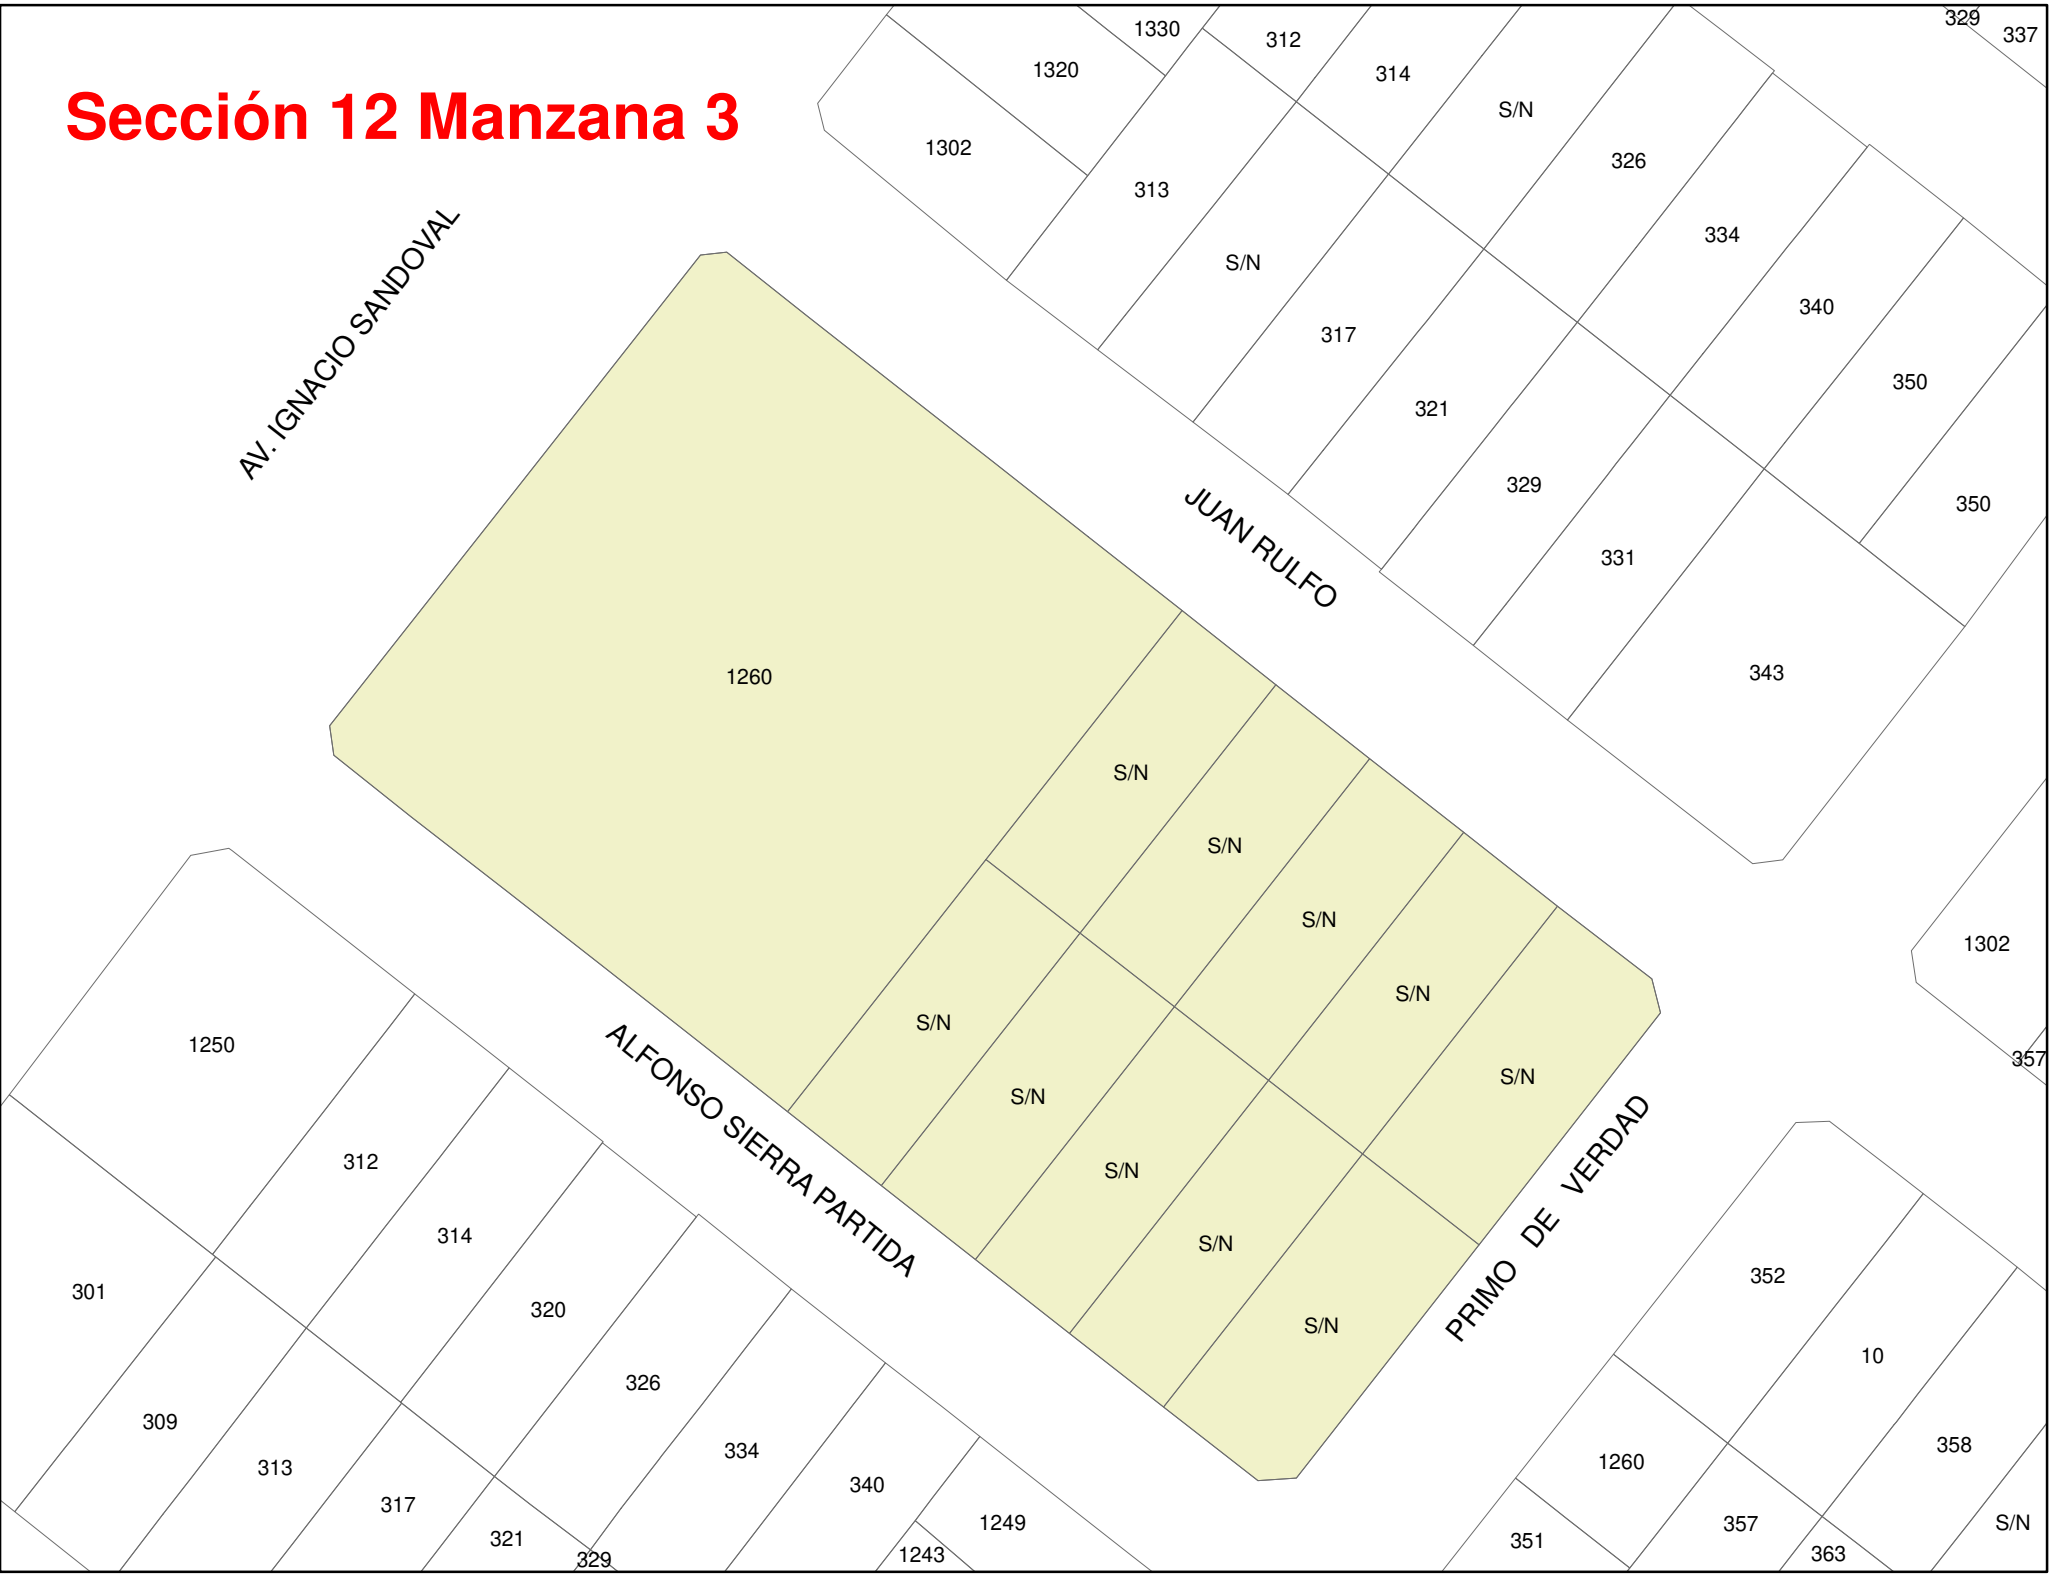 329
337
1330
312
1320
314
Sección 12 Manzana 3
S/N
1302
326
313
334
S/N
AV. IGNACIO SANDOVAL
340
317
350
321
329
350
JUAN RULFO
331
343
1260
S/N
S/N
S/N
1302
S/N
S/N
1250
357
S/N
S/N
ALFONSO SIERRA PARTIDA
312
S/N
PRIMO DE VERDAD
314
S/N
352
301
320
S/N
10
326
309
358
334
1260
313
340
317
1249
S/N
357
321
351
1243
363
329